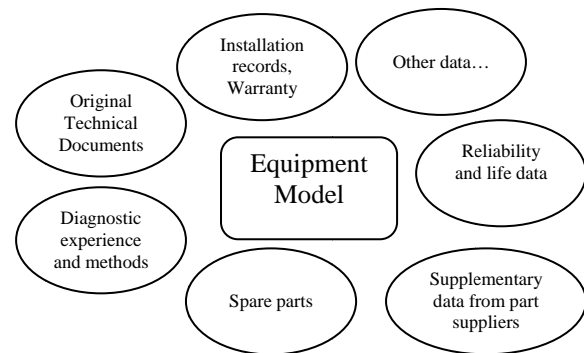 Installation
records,
Warranty
Other data…
Original
Technical
Documents
Equipment
Model
Reliability
and life data
Diagnostic
experience
and methods
Spare parts
Supplementary
data from part
suppliers